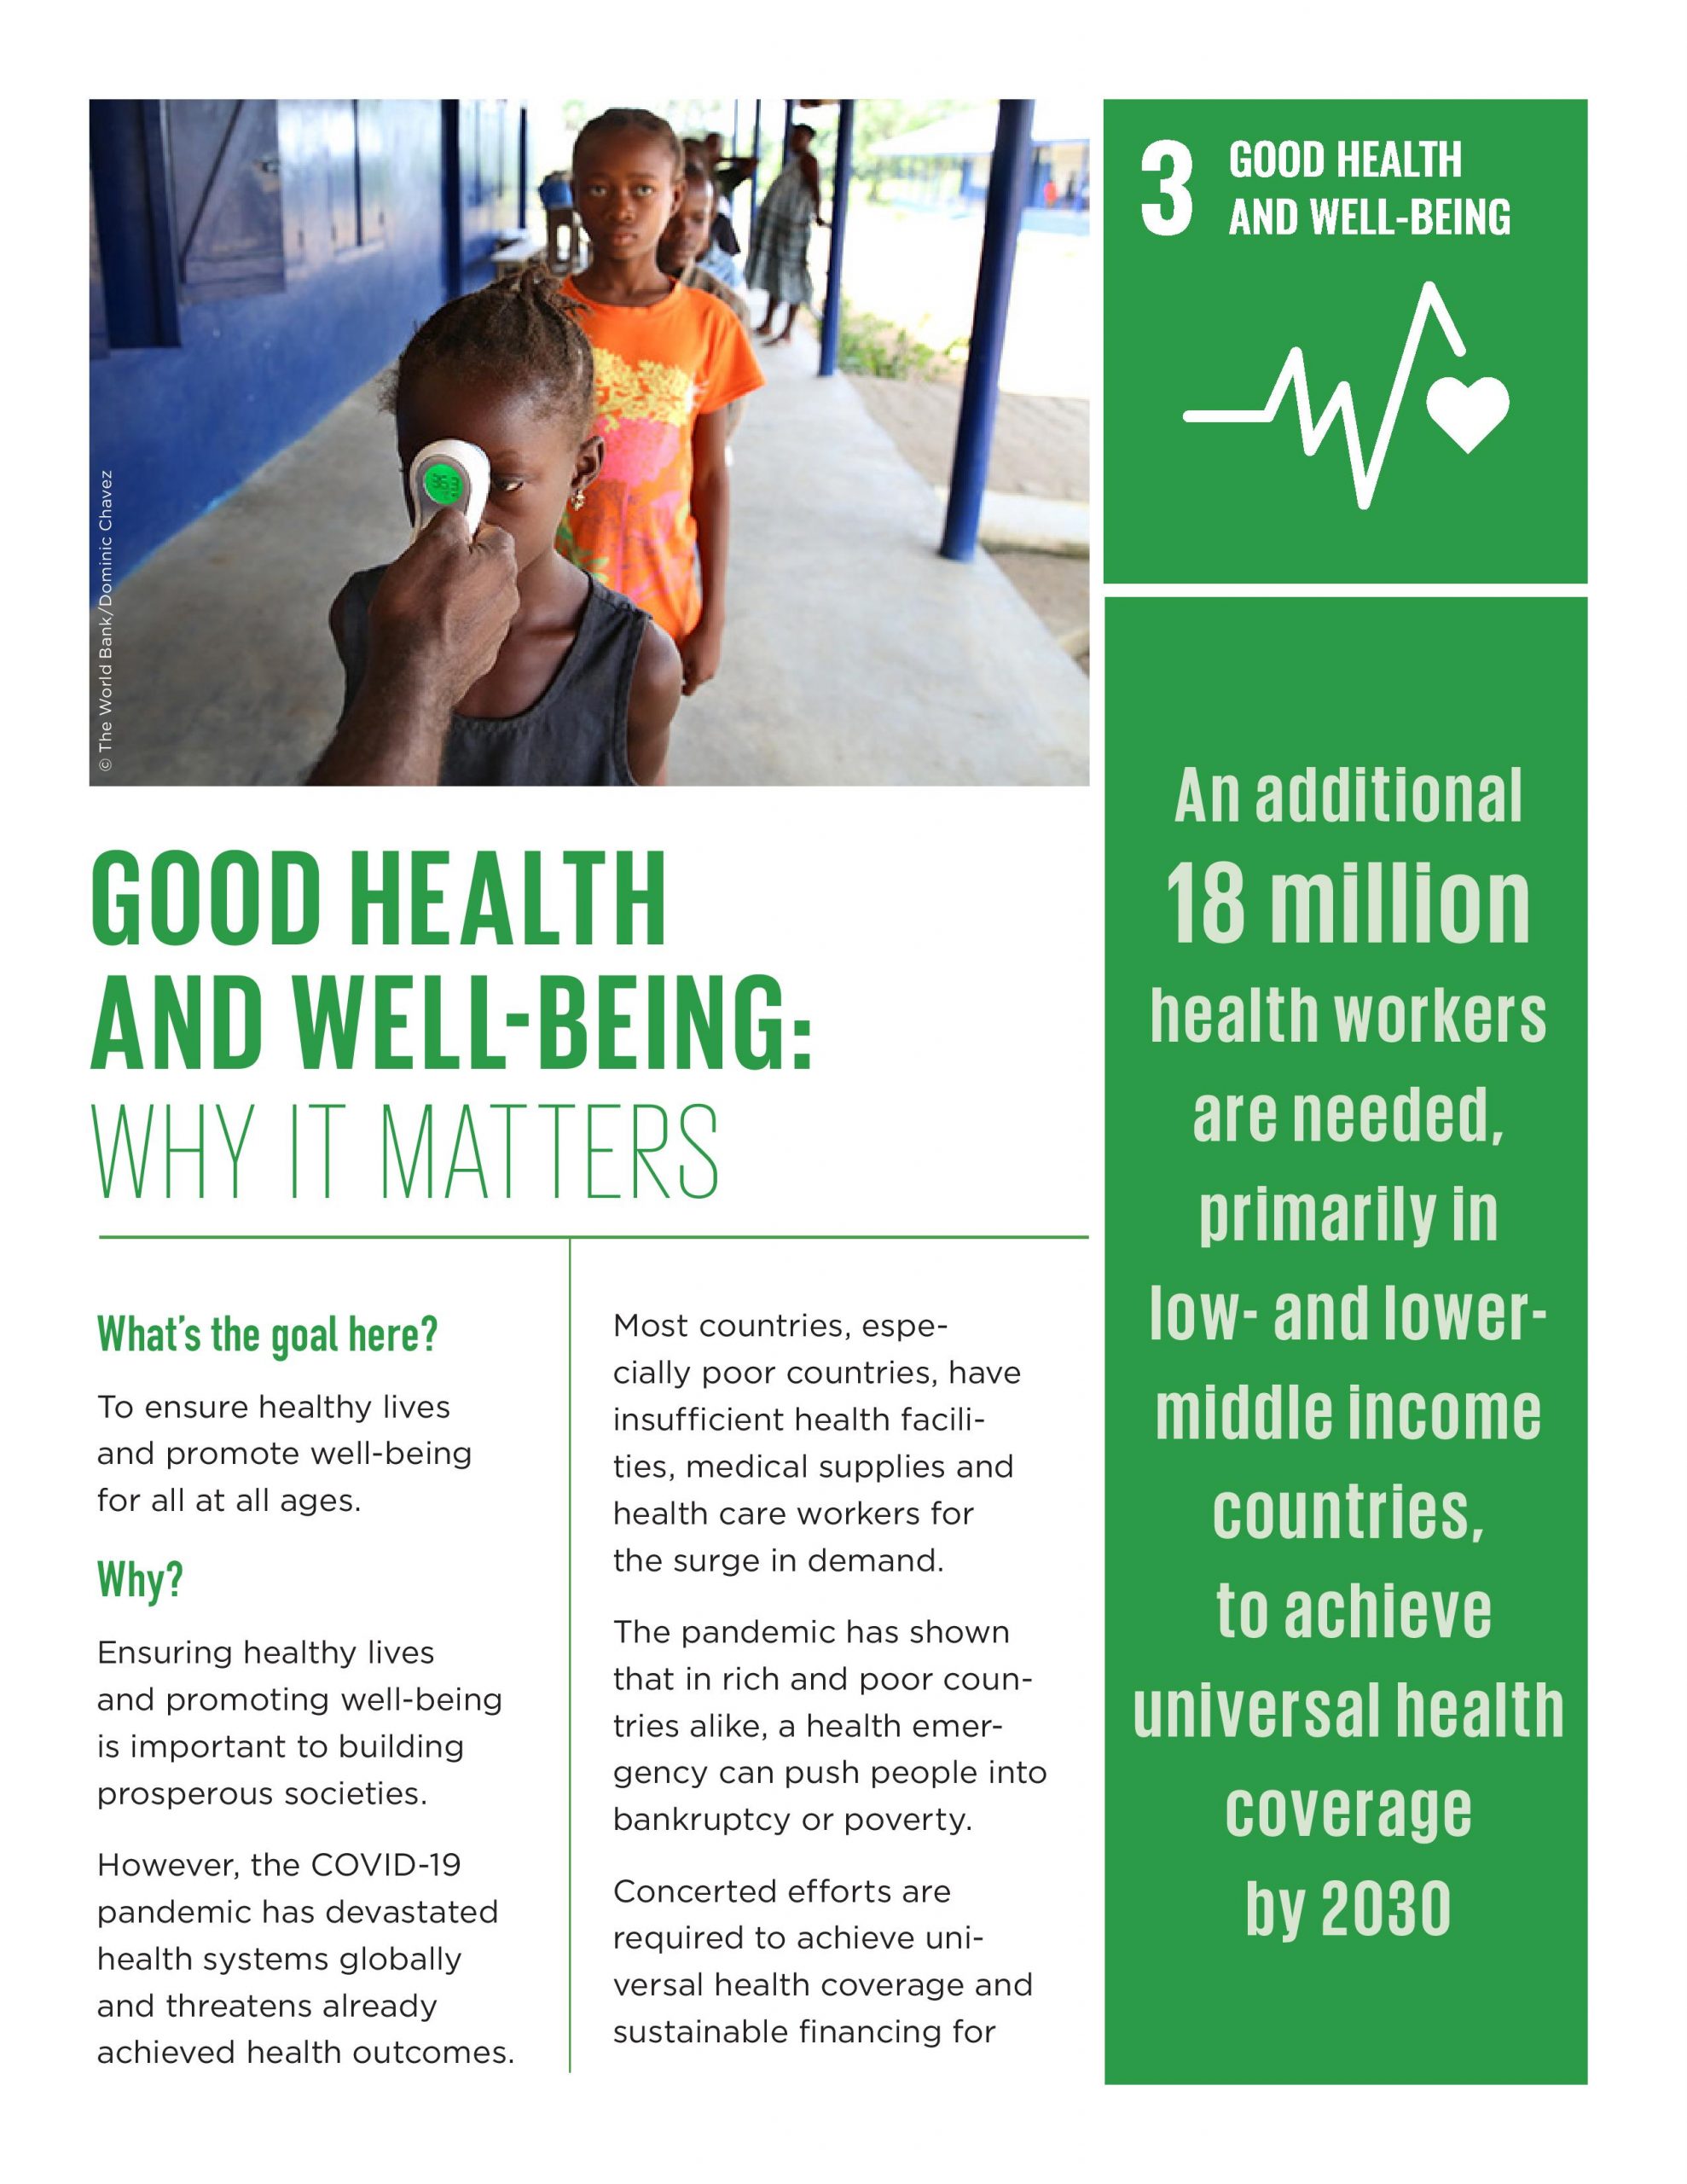 © The World Bank/Dominic Chavez
3 GOOD HEALTH
AND WELL-BEING
GOOD HEALTH
AND WELL-BEING:
WHY IT MATTERS
What's the goal here?
To ensure healthy lives
and promote well-being
for all at all ages.
Why?
Ensuring healthy lives
and promoting well-being
is important to building
prosperous societies.
However, the COVID-19
pandemic has devastated
health systems globally
and threatens already
achieved health outcomes.
Most countries, espe-
cially poor countries, have
insufficient health facili-
ties, medical supplies and
health care workers for
the surge in demand.
The pandemic has shown
that in rich and poor coun-
tries alike, a health emer-
gency can push people into
bankruptcy or poverty.
Concerted efforts are
required to achieve uni-
versal health coverage and
sustainable financing for
An additional
18 million
health workers
are needed,
primarily in
low- and lower-
middle income
countries,
to achieve
universal health
coverage
by 2030